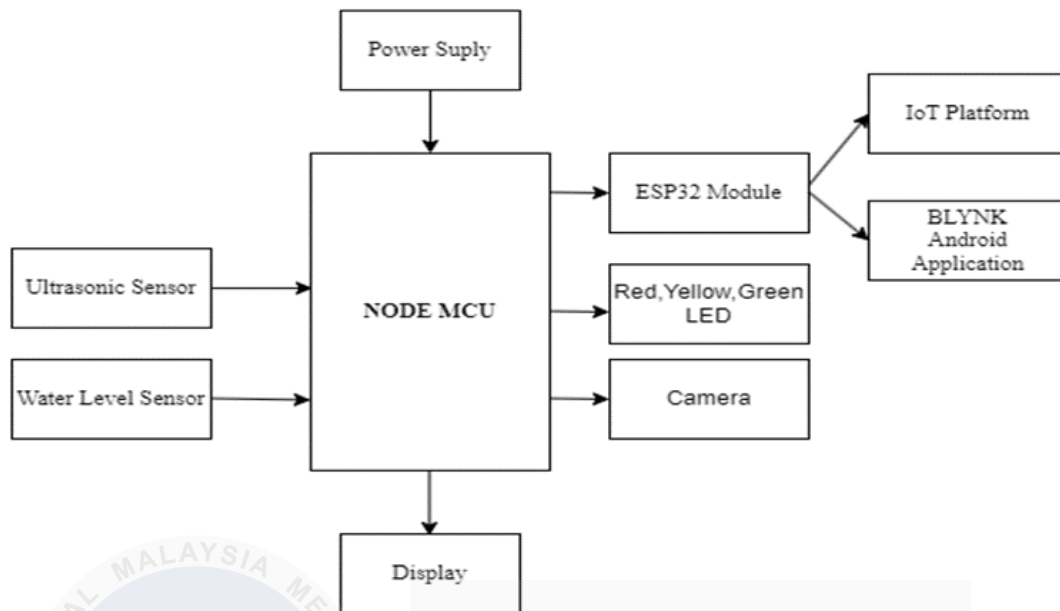 Power Suply
IoT Platform
ESP32 Module
BLYNK
Android
Application
Ultrasonic Sensor
NODE MCU
Red,Yellow,Green
LED
Water Level Sensor
Camera
Display
MALAYSIA